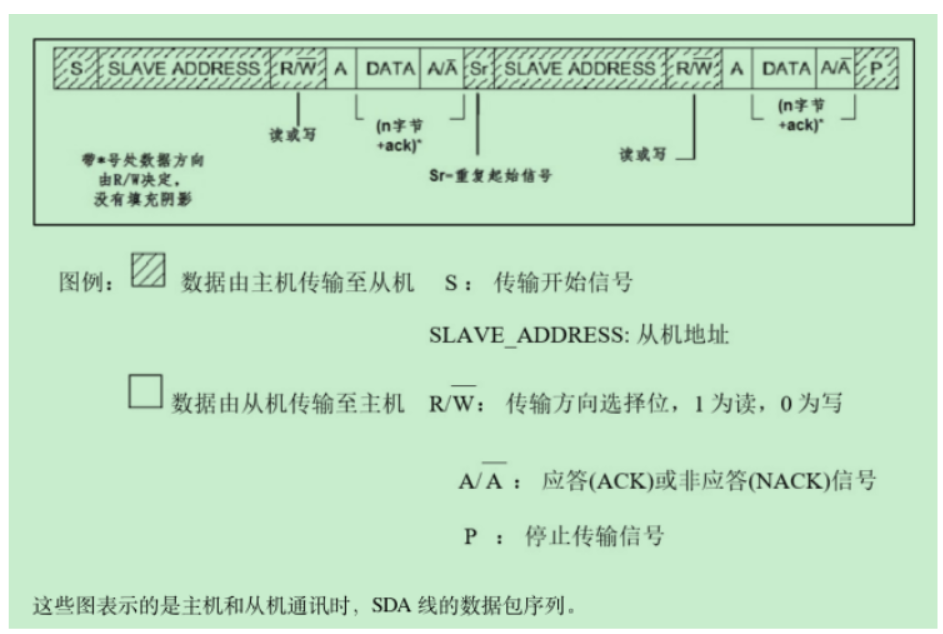 S SLAVE ADDRESS R/W̅ A DATA A/A̅ Sr SLAVE ADDRESS R/W̅ A DATA A/A̅ P
读或写
(n字节
+ack)*
Sr-重复起始信号
读或写
(n字节
+ack)*
带*号处数据方向
由R/W决定，
没有填充阴影
图例： 数据由主机传输至从机 S： 传输开始信号
SLAVE_ADDRESS: 从机地址
数据由从机传输至主机 R/W̅： 传输方向选择位，1 为读，0 为写
A/A̅： 应答(ACK)或非应答(NACK)信号
P ： 停止传输信号
这些图表示的是主机和从机通讯时，SDA 线的数据包序列。